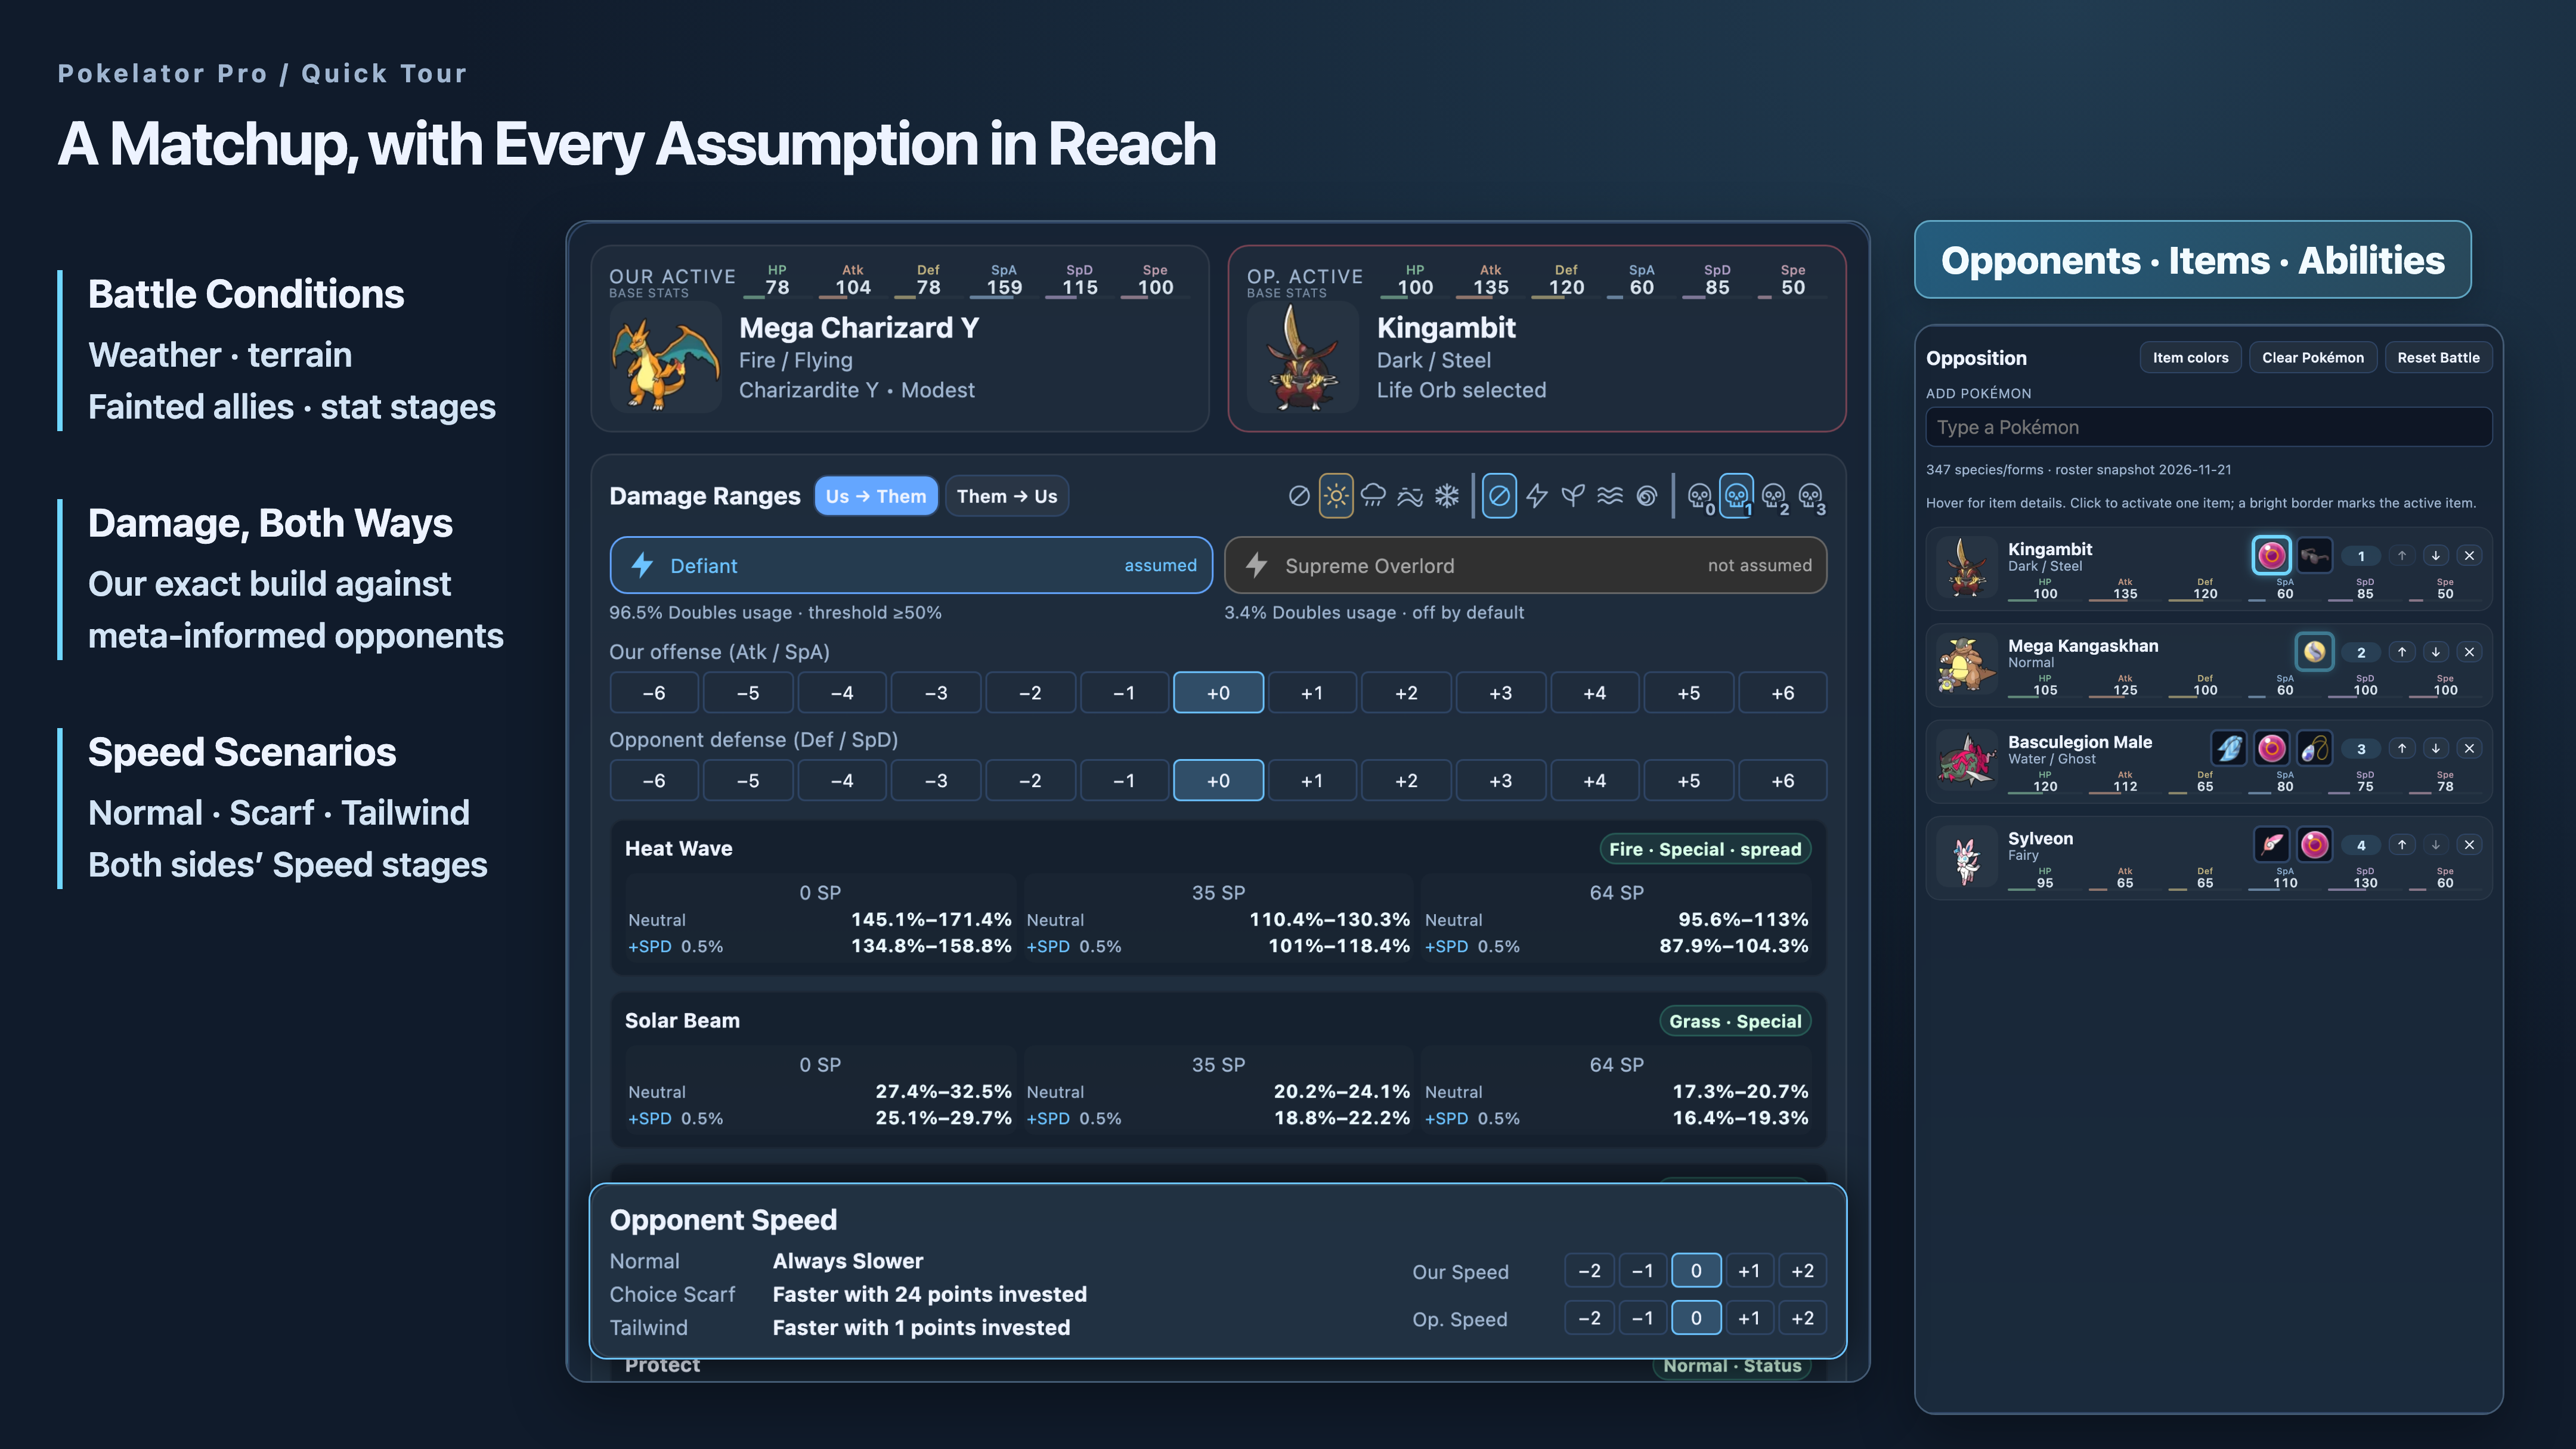 Pokelator Pro / Quick Tour
A Matchup, with Every Assumption in Reach
Battle Conditions
Weather · terrain
Fainted allies · stat stages
Damage, Both Ways
Our exact build against
meta-informed opponents
Speed Scenarios
Normal · Scarf · Tailwind
Both sides’ Speed stages
OUR ACTIVE
BASE STATS
HP Atk Def SpA SpD Spe
78 104 78 159 115 100
Mega Charizard Y
Fire / Flying
Charizardite Y • Modest
OP. ACTIVE
BASE STATS
HP Atk Def SpA SpD Spe
100 135 120 60 85 50
Kingambit
Dark / Steel
Life Orb selected
Damage Ranges Us → Them Them → Us
0 1 2 3
Defiant assumed
Supreme Overlord not assumed
96.5% Doubles usage · threshold ≥50%
3.4% Doubles usage · off by default
Our offense (Atk / SpA)
−6 −5 −4 −3 −2 −1 +0 +1 +2 +3 +4 +5 +6
Opponent defense (Def / SpD)
−6 −5 −4 −3 −2 −1 +0 +1 +2 +3 +4 +5 +6
Heat Wave Fire · Special · spread
0 SP 35 SP 64 SP
Neutral 145.1%–171.4% Neutral 110.4%–130.3% Neutral 95.6%–113%
+SPD 0.5% 134.8%–158.8% +SPD 0.5% 101%–118.4% +SPD 0.5% 87.9%–104.3%
Solar Beam Grass · Special
0 SP 35 SP 64 SP
Neutral 27.4%–32.5% Neutral 20.2%–24.1% Neutral 17.3%–20.7%
+SPD 0.5% 25.1%–29.7% +SPD 0.5% 18.8%–22.2% +SPD 0.5% 16.4%–19.3%
Opponent Speed
Normal Always Slower
Choice Scarf Faster with 24 points invested
Tailwind Faster with 1 points invested
Our Speed −2 −1 0 +1 +2
Op. Speed −2 −1 0 +1 +2
Protect Normal · Status
Opponents · Items · Abilities
Opposition Item colors Clear Pokémon Reset Battle
ADD POKÉMON
Type a Pokémon
347 species/forms · roster snapshot 2026-11-21
Hover for item details. Click to activate one item; a bright border marks the active item.
Kingambit 1 ↑ ↓ ×
Dark / Steel
HP Atk Def SpA SpD Spe
100 135 120 60 85 50
Mega Kangaskhan 2 ↑ ↓ ×
Normal
HP Atk Def SpA SpD Spe
105 125 100 60 100 100
Basculegion Male 3 ↑ ↓ ×
Water / Ghost
HP Atk Def SpA SpD Spe
120 112 65 80 75 78
Sylveon 4 ↑ ↓ ×
Fairy
HP Atk Def SpA SpD Spe
95 65 65 110 130 60